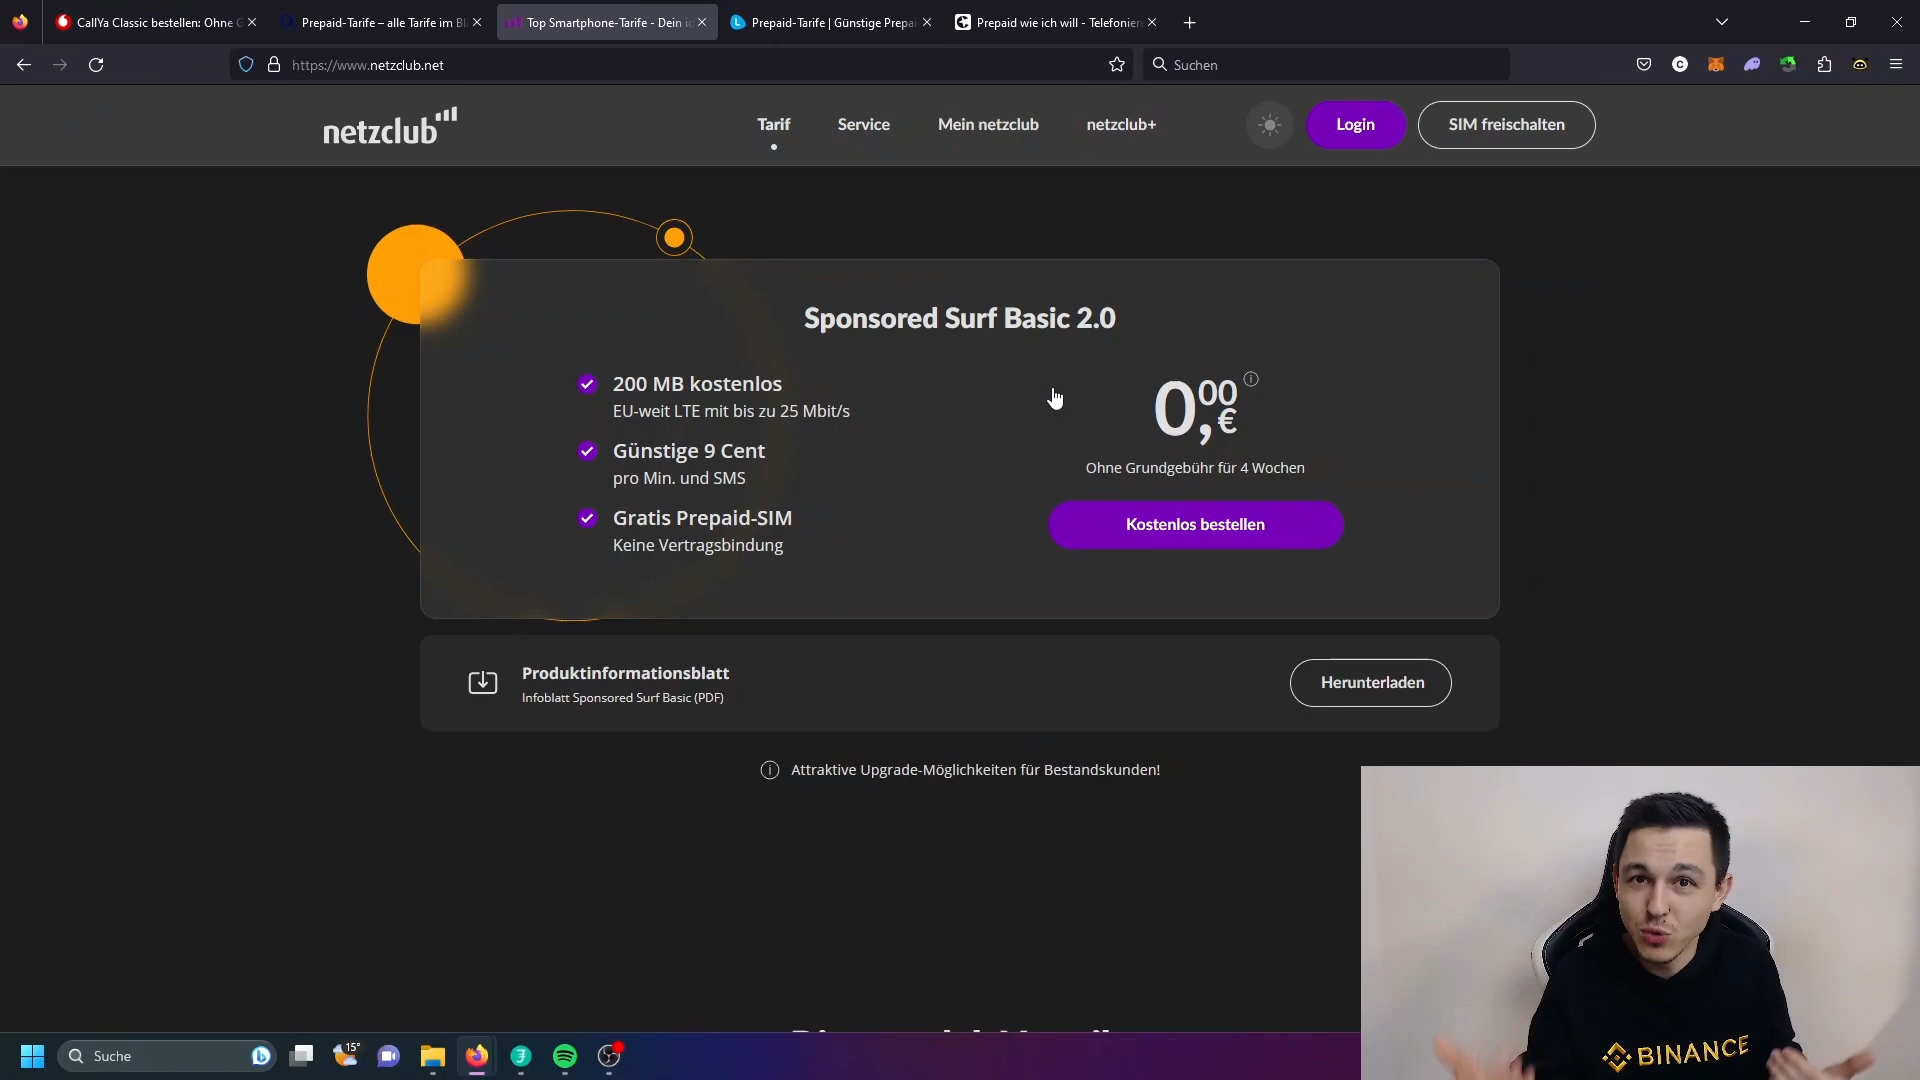 CallYa Classic bestellen: Ohne G
Prepaid-Tarife – alle Tarife im Bl
Top Smartphone-Tarife - Dein i
Prepaid-Tarife | Günstige Prepai
Prepaid wie ich will - Telefoniere
https://www.netzclub.net
Suchen
netzclub
Tarif
Service
Mein netzclub
netzclub+
Login
SIM freischalten
Sponsored Surf Basic 2.0
200 MB kostenlos
EU-weit LTE mit bis zu 25 Mbit/s
Günstige 9 Cent
pro Min. und SMS
Gratis Prepaid-SIM
Keine Vertragsbindung
0,00 €
Ohne Grundgebühr für 4 Wochen
Kostenlos bestellen
Produktinformationsblatt
Infoblatt Sponsored Surf Basic (PDF)
Herunterladen
Attraktive Upgrade-Möglichkeiten für Bestandskunden!
BINANCE
Suche
15°